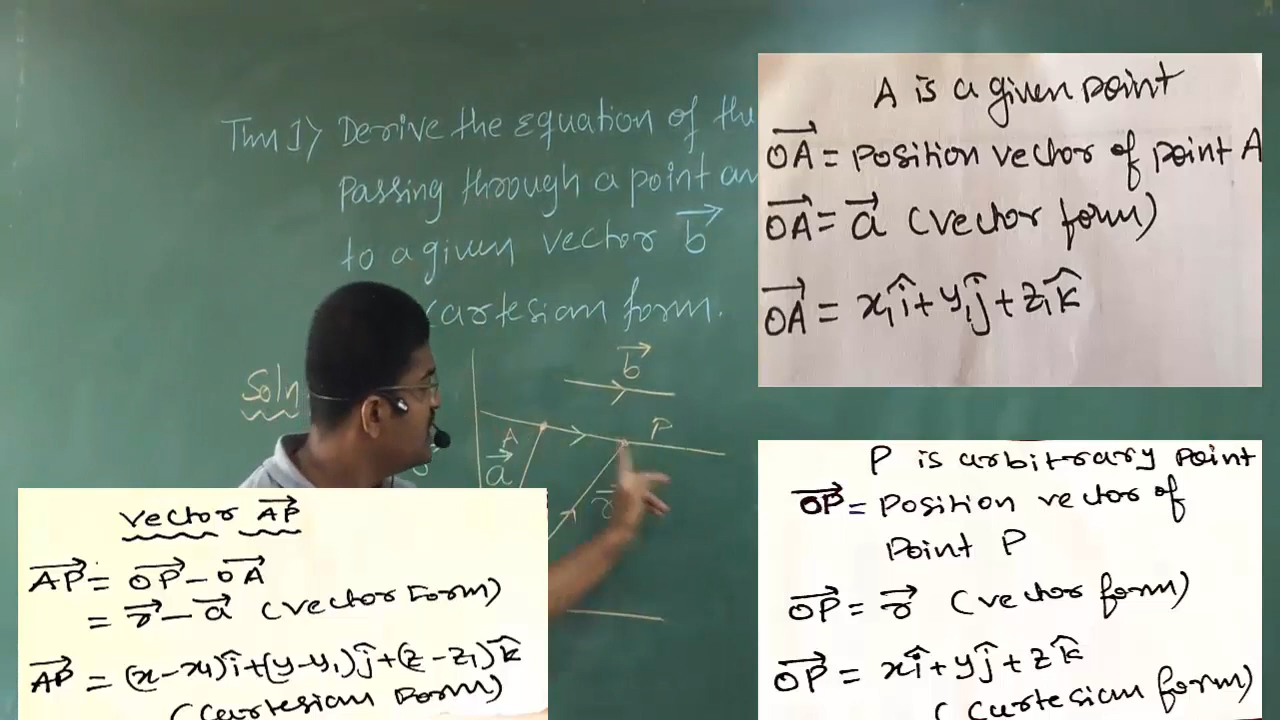 Thm 1) Derive the equation of the
passing through a point
to a given vector b⃗
cartesian form.
Soln
b⃗
A
P
a⃗
r⃗
A is a given point
OA⃗ = position vector of point A
OA⃗ = a⃗ (vector form)
OA⃗ = x₁î + y₁ĵ + z₁k̂
vector AP⃗
AP⃗ = OP⃗ - OA⃗
= r⃗ - a⃗ (vector Form)
AP⃗ = (x-x₁)î+(y-y₁)ĵ+(z-z₁)k̂
(Cartesian Form)
P is arbitrary point
OP⃗ = Position vector of
Point P
OP⃗ = r⃗ (vector form)
OP⃗ = xî + yĵ + zk̂
(Cartesian form)